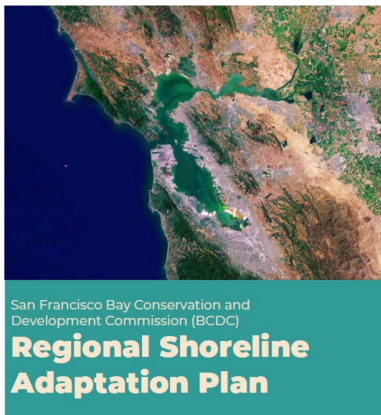 San Francisco Bay Conservation and
Development Commission (BCDC)
Regional Shoreline
Adaptation Plan